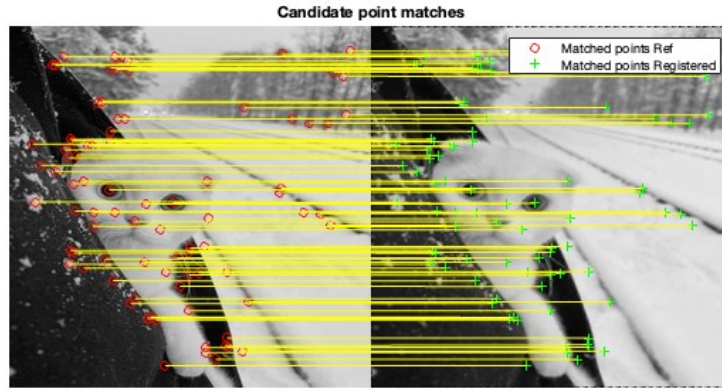 Candidate point matches
Matched points Ref
Matched points Registered